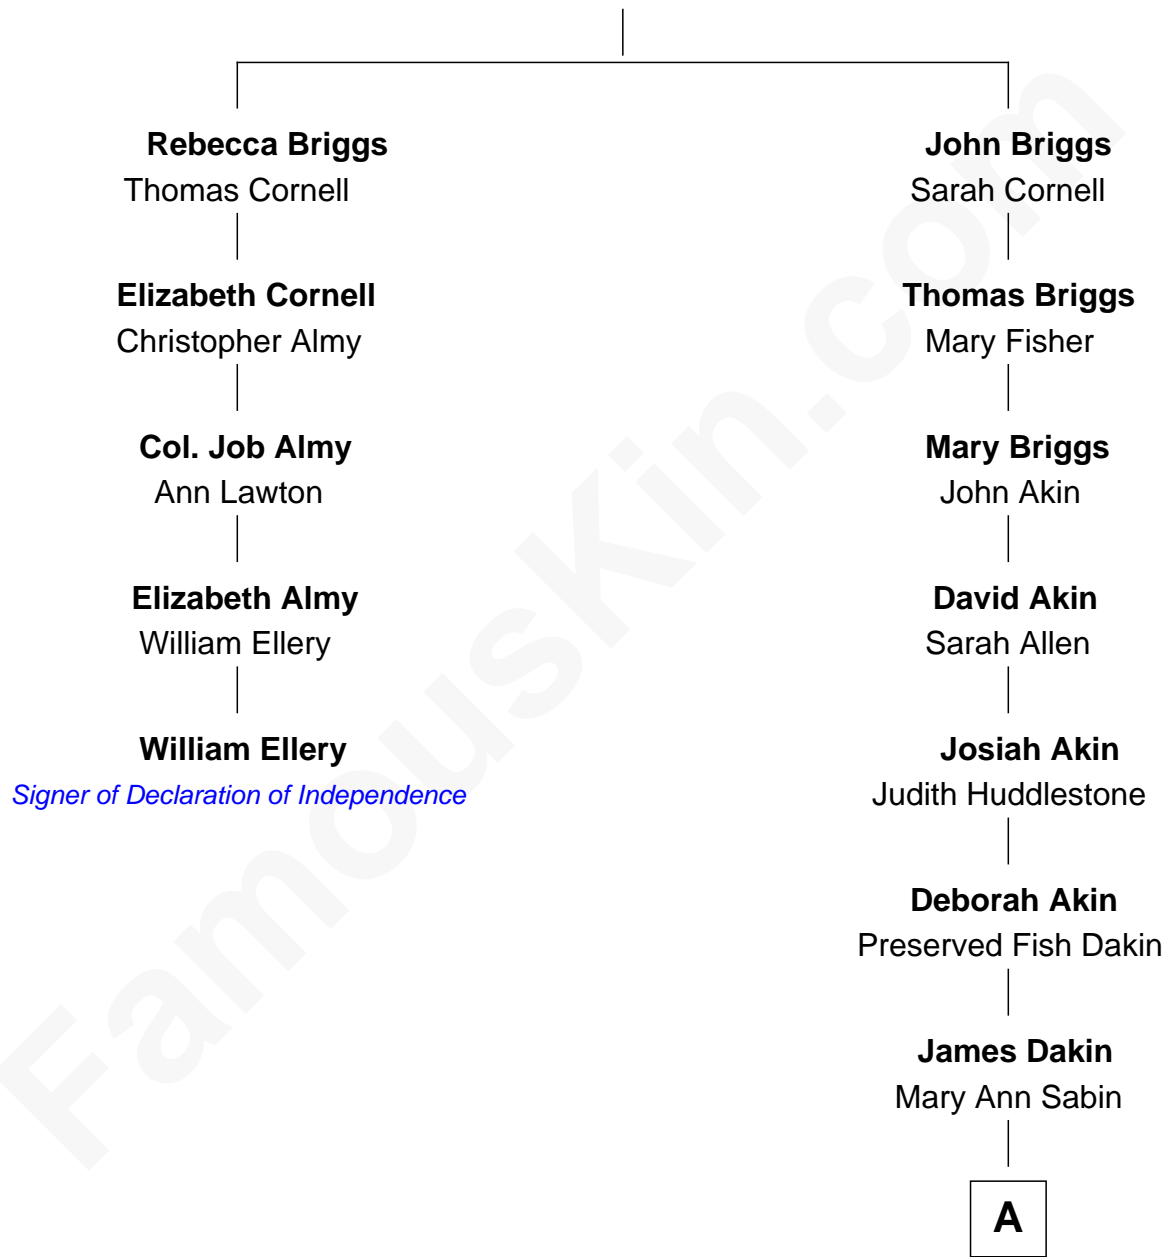 Rebecca Briggs
Thomas Cornell
Elizabeth Cornell
Christopher Almy
Col. Job Almy
Ann Lawton
Elizabeth Almy
William Ellery
William Ellery
Signer of Declaration of Independence
John Briggs
Sarah Cornell
Thomas Briggs
Mary Fisher
Mary Briggs
John Akin
David Akin
Sarah Allen
Josiah Akin
Judith Huddlestone
Deborah Akin
Preserved Fish Dakin
James Dakin
Mary Ann Sabin
A
FamousKin.com